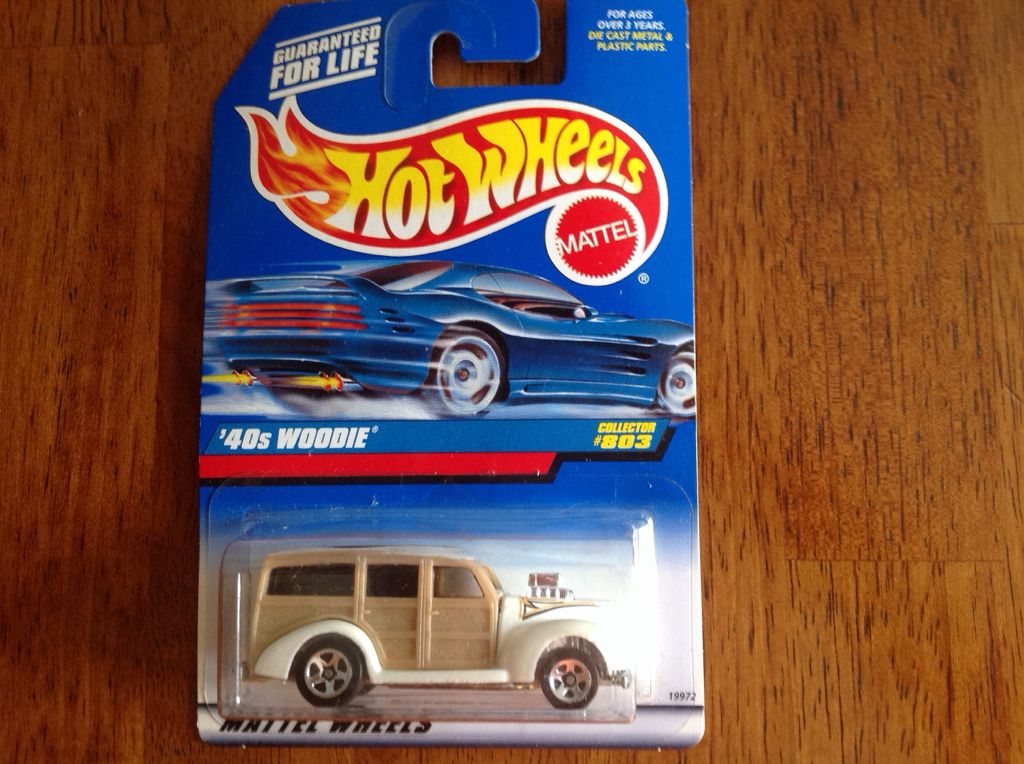 GUARANTEED
FOR LIFE
FOR AGES
OVER 3 YEARS.
DIE CAST METAL &
PLASTIC PARTS.
HOT WHEELS
MATTEL
®
'40s WOODIE®
COLLECTOR
#803
19972
MATTEL WHEELS